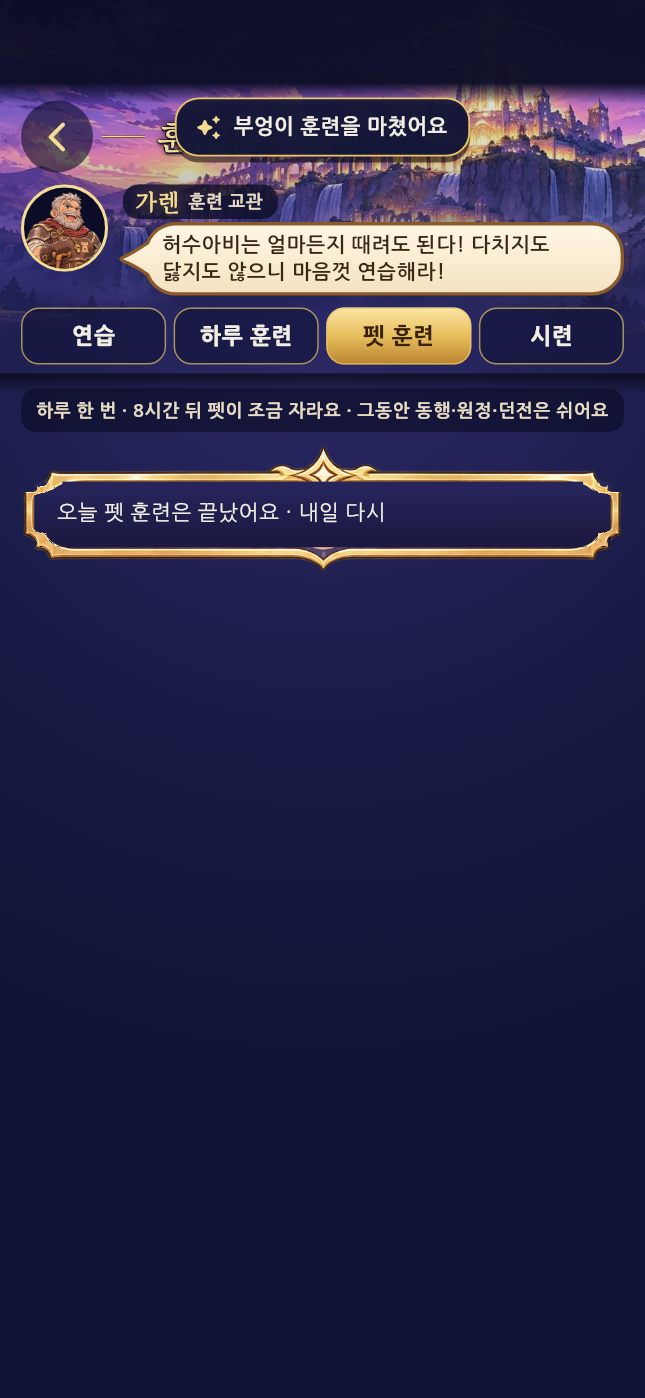 부엉이 훈련을 마쳤어요
가렌 훈련 교관
허수아비는 얼마든지 때려도 된다! 다치지도
닳지도 않으니 마음껏 연습해라!
연습 하루 훈련 펫 훈련 시련
하루 한 번 · 8시간 뒤 펫이 조금 자라요 · 그동안 동행·원정·던전은 쉬어요
오늘 펫 훈련은 끝났어요 · 내일 다시